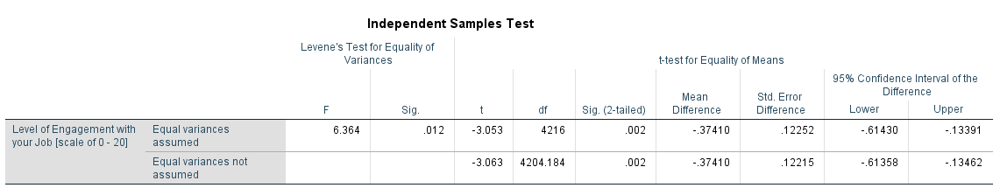 Independent Samples Test
Levene's Test for Equality of
Variances
t-test for Equality of Means
95% Confidence Interval of the
Difference
F Sig. t df Sig. (2-tailed) Mean Difference Std. Error Difference Lower Upper
Level of Engagement with your Job [scale of 0 - 20] Equal variances assumed 6.364 .012 -3.053 4216 .002 -.37410 .12252 -.61430 -.13391
Equal variances not assumed -3.063 4204.184 .002 -.37410 .12215 -.61358 -.13462